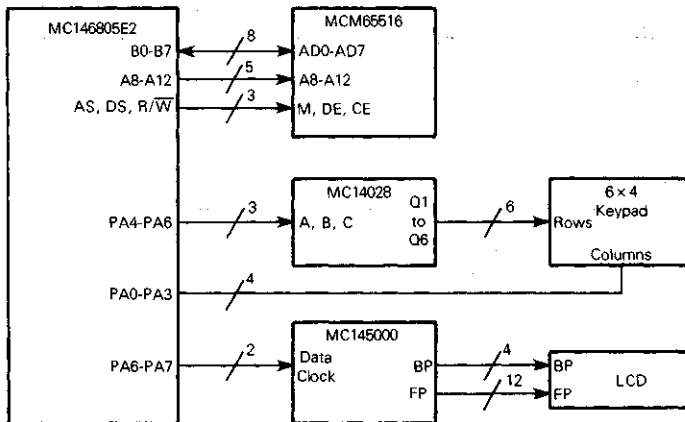 MC146805E2
B0-B7
8
A8-A12
5
AS, DS, R/W̅
3
MCM65516
AD0-AD7
A8-A12
M, DE, CE
PA4-PA6
3
MC14028
A, B, C
Q1
to
Q6
6
6 × 4
Keypad
Rows
Columns
PA0-PA3
4
PA6-PA7
2
MC145000
Data
Clock
BP
FP
4
12
BP
FP
LCD